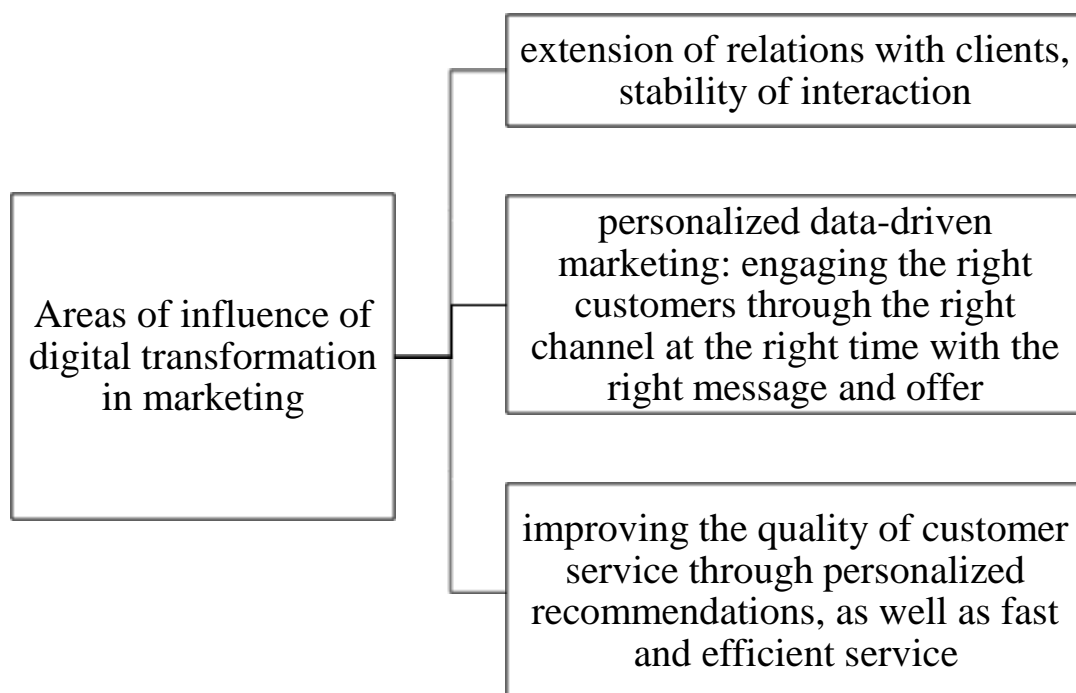 extension of relations with clients,
stability of interaction
Areas of influence of
digital transformation
in marketing
personalized data-driven
marketing: engaging the right
customers through the right
channel at the right time with the
right message and offer
improving the quality of customer
service through personalized
recommendations, as well as fast
and efficient service